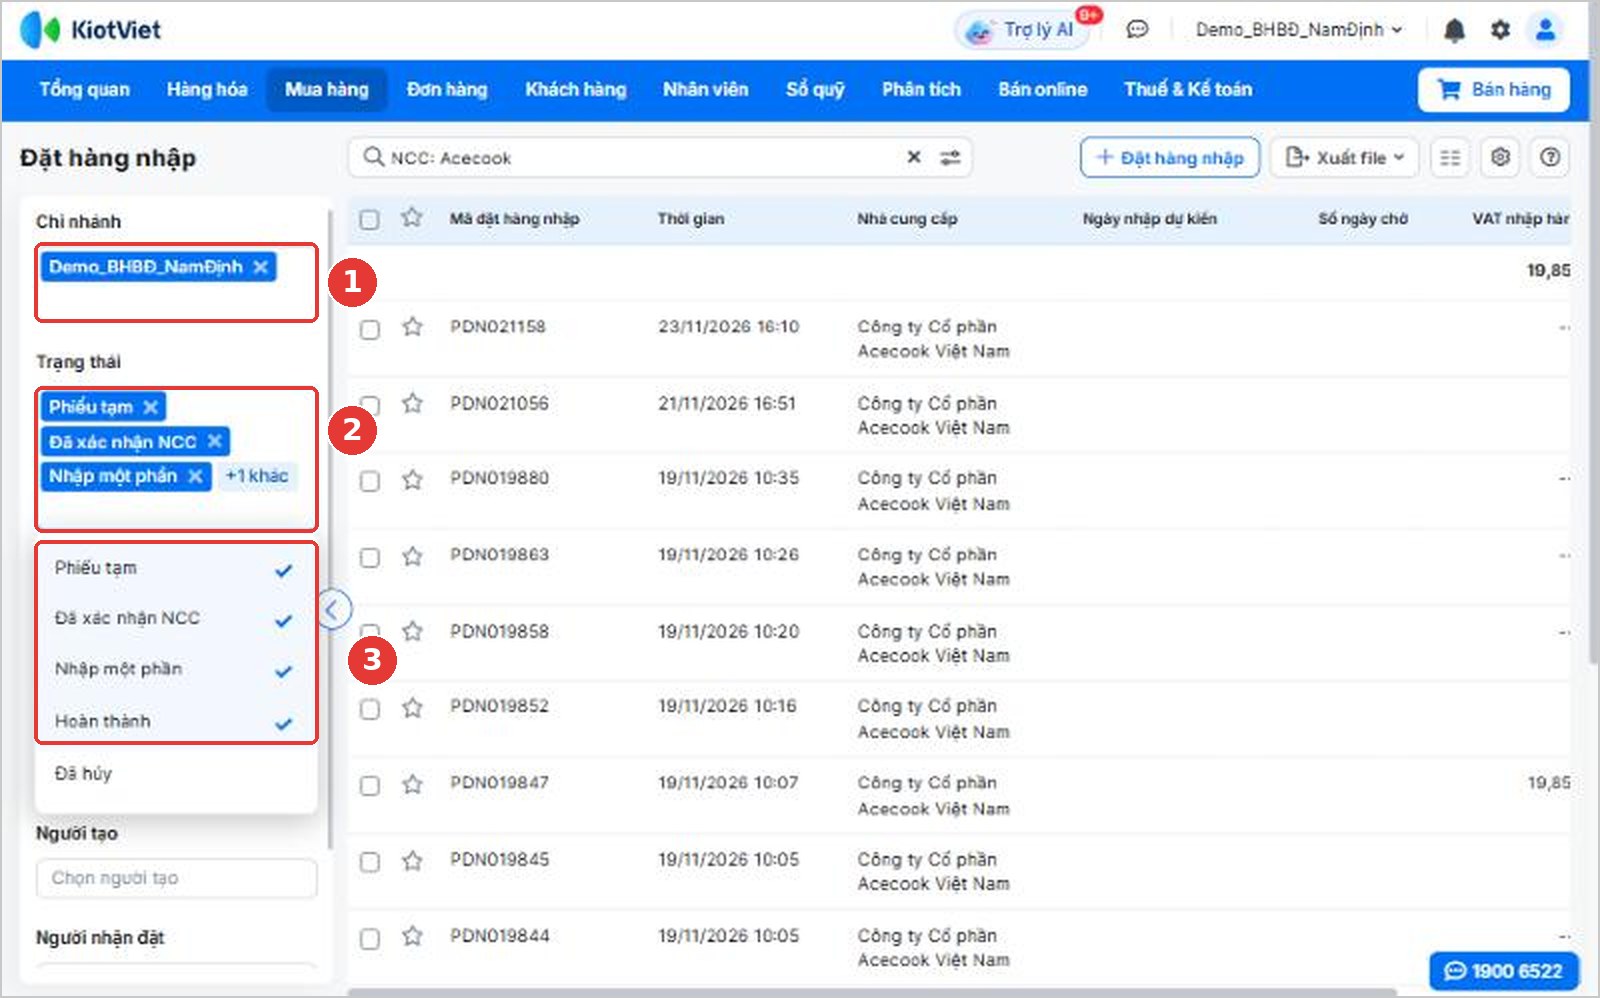 KiotViet
Trợ lý AI
9+
Demo_BHBĐ_NamĐịnh
Tổng quan
Hàng hóa
Mua hàng
Đơn hàng
Khách hàng
Nhân viên
Sổ quỹ
Phân tích
Bán online
Thuế & Kế toán
Bán hàng
Đặt hàng nhập
NCC: Acecook
Đặt hàng nhập
Xuất file
Chi nhánh
Demo_BHBĐ_NamĐịnh
1
Trạng thái
Phiếu tạm
Đã xác nhận NCC
Nhập một phần +1 khác
2
Phiếu tạm
Đã xác nhận NCC
Nhập một phần
Hoàn thành
3
Đã hủy
Người tạo
Chọn người tạo
Người nhận đặt
Mã đặt hàng nhập Thời gian Nhà cung cấp Ngày nhập dự kiến Số ngày chờ VAT nhập hàn
19,85
PDN021158 23/11/2026 16:10 Công ty Cổ phần --
Acecook Việt Nam
PDN021056 21/11/2026 16:51 Công ty Cổ phần
Acecook Việt Nam
PDN019880 19/11/2026 10:35 Công ty Cổ phần --
Acecook Việt Nam
PDN019863 19/11/2026 10:26 Công ty Cổ phần --
Acecook Việt Nam
PDN019858 19/11/2026 10:20 Công ty Cổ phần --
Acecook Việt Nam
PDN019852 19/11/2026 10:16 Công ty Cổ phần
Acecook Việt Nam
PDN019847 19/11/2026 10:07 Công ty Cổ phần 19,85
Acecook Việt Nam
PDN019845 19/11/2026 10:05 Công ty Cổ phần
Acecook Việt Nam
PDN019844 19/11/2026 10:05 Công ty Cổ phần --
Acecook Việt Nam
1900 6522